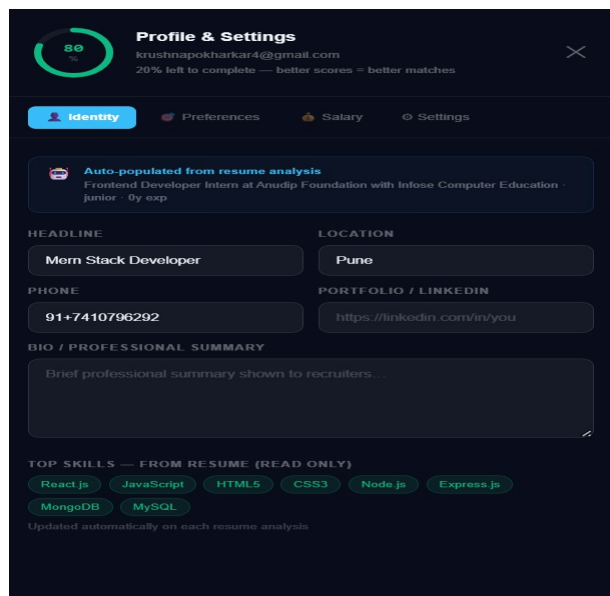 80
%
Profile & Settings
krushnapokharkar4@gmail.com
20% left to complete — better scores = better matches
Identity
Preferences
Salary
Settings
Auto-populated from resume analysis
Frontend Developer Intern at Anudip Foundation with Infose Computer Education ·
junior · 0y exp
HEADLINE
LOCATION
Mern Stack Developer
Pune
PHONE
PORTFOLIO / LINKEDIN
91+7410796292
https://linkedin.com/in/you
BIO / PROFESSIONAL SUMMARY
Brief professional summary shown to recruiters...
TOP SKILLS — FROM RESUME (READ ONLY)
React.js JavaScript HTML5 CSS3 Node.js Express.js
MongoDB MySQL
Updated automatically on each resume analysis